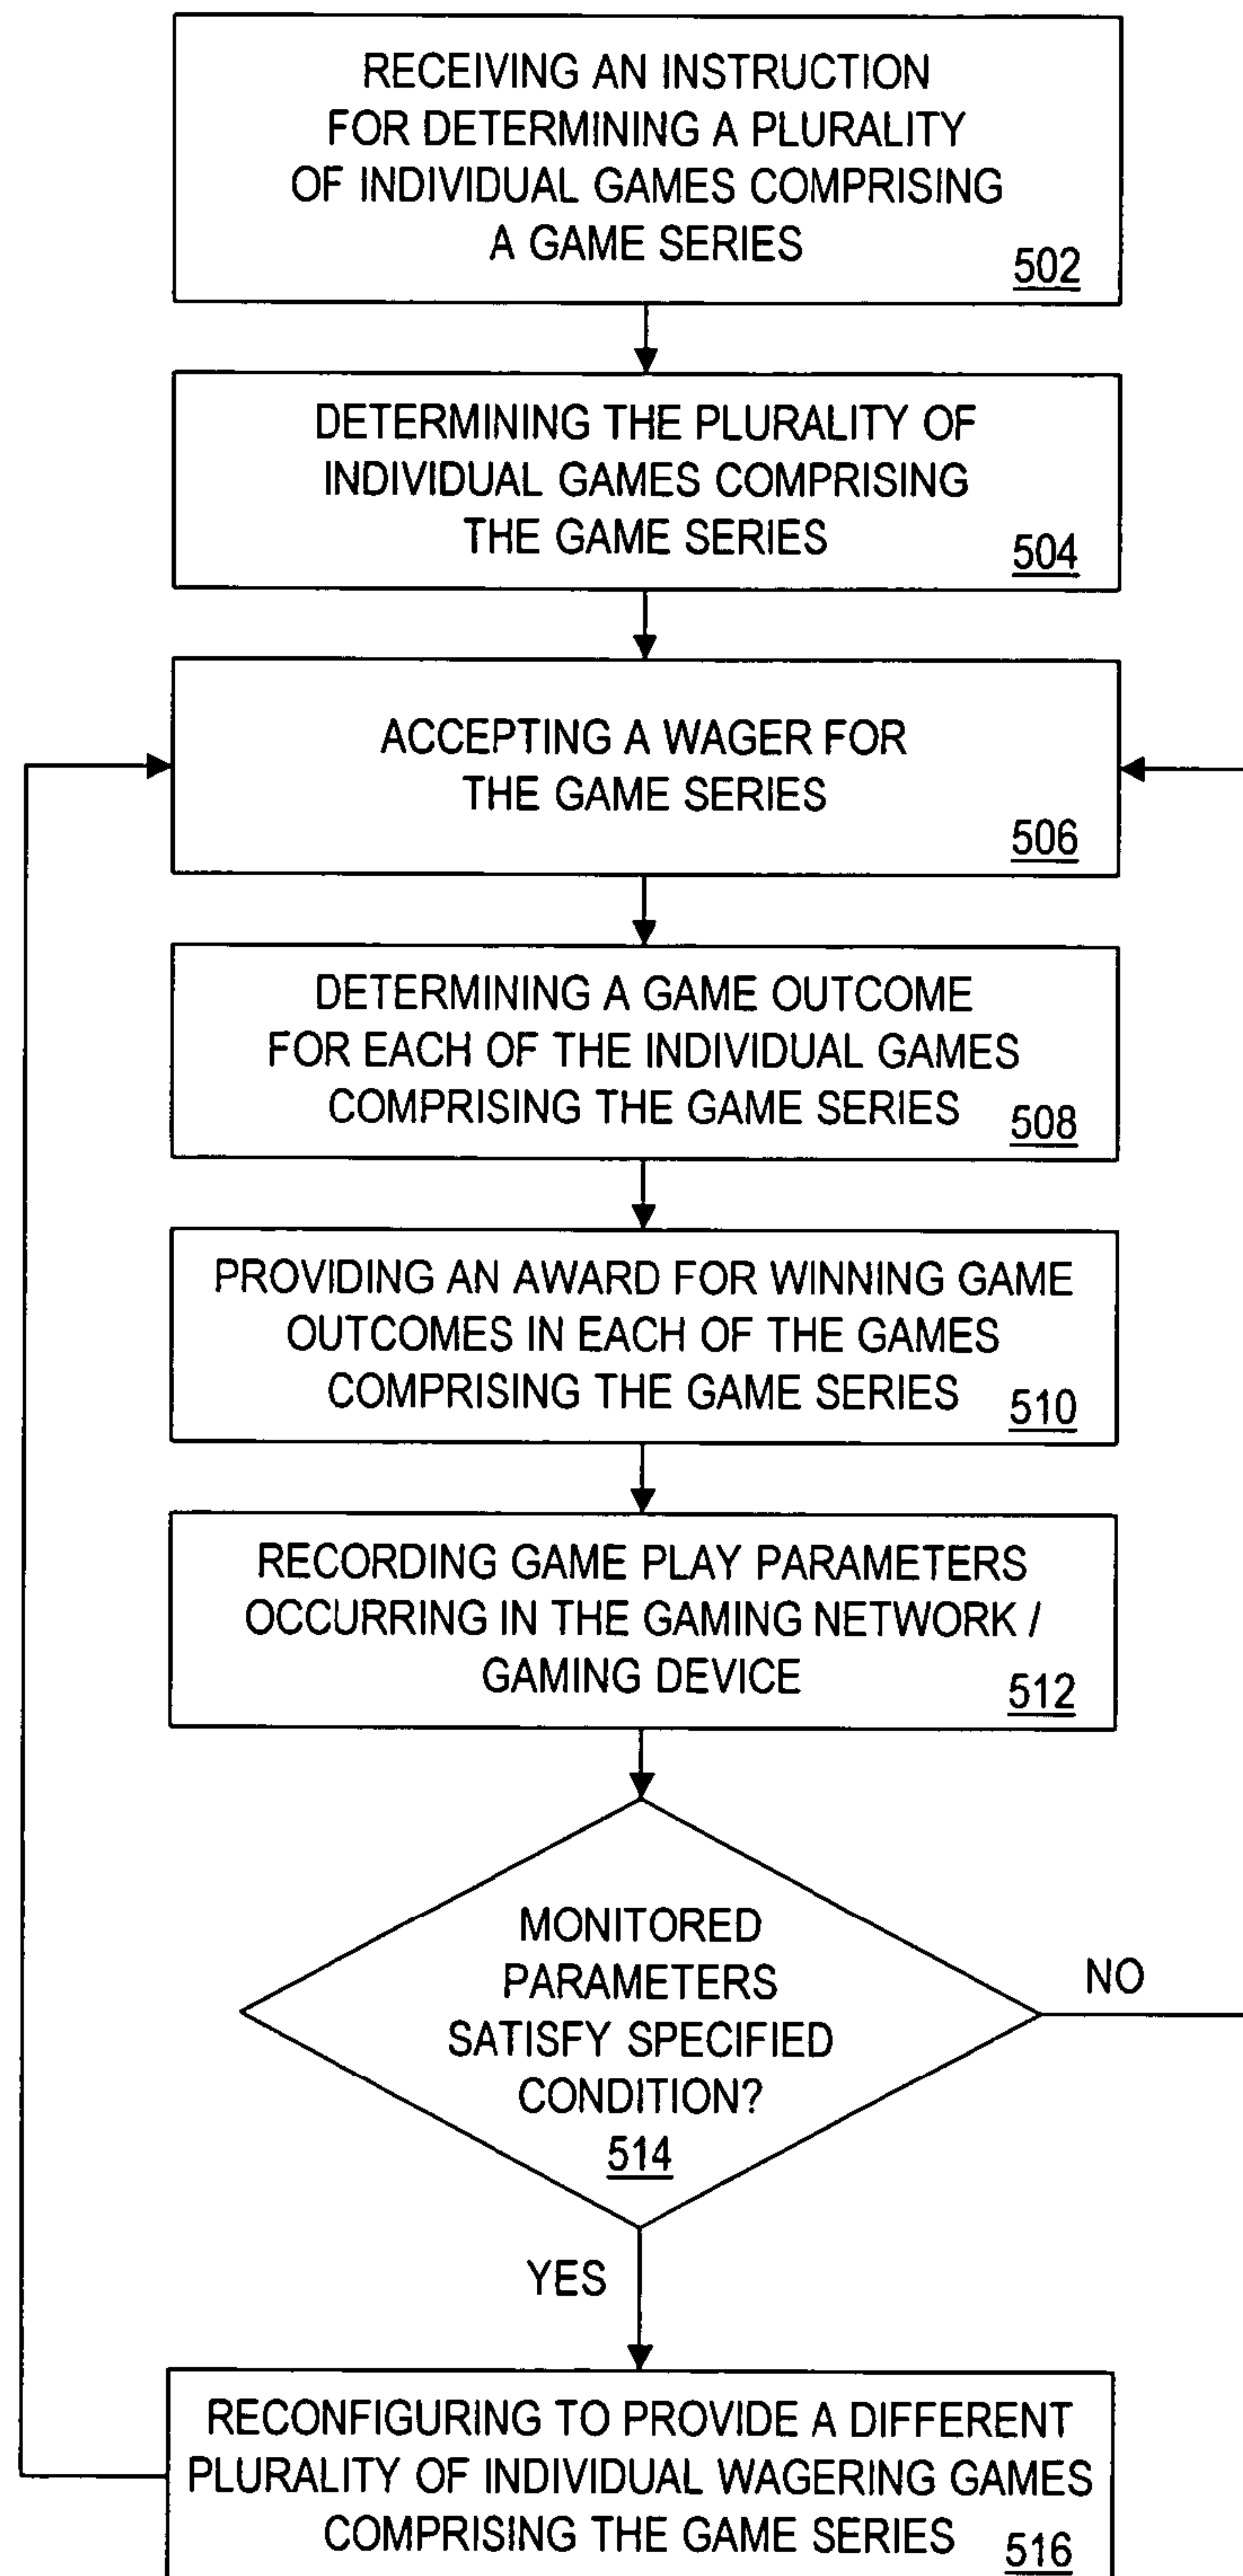 RECEIVING AN INSTRUCTION
FOR DETERMINING A PLURALITY
OF INDIVIDUAL GAMES COMPRISING
A GAME SERIES
502
DETERMINING THE PLURALITY OF
INDIVIDUAL GAMES COMPRISING
THE GAME SERIES
504
ACCEPTING A WAGER FOR
THE GAME SERIES
506
DETERMINING A GAME OUTCOME
FOR EACH OF THE INDIVIDUAL GAMES
COMPRISING THE GAME SERIES
508
PROVIDING AN AWARD FOR WINNING GAME
OUTCOMES IN EACH OF THE GAMES
COMPRISING THE GAME SERIES
510
RECORDING GAME PLAY PARAMETERS
OCCURRING IN THE GAMING NETWORK /
GAMING DEVICE
512
MONITORED
PARAMETERS
SATISFY SPECIFIED
CONDITION?
514
NO
YES
RECONFIGURING TO PROVIDE A DIFFERENT
PLURALITY OF INDIVIDUAL WAGERING GAMES
COMPRISING THE GAME SERIES
516